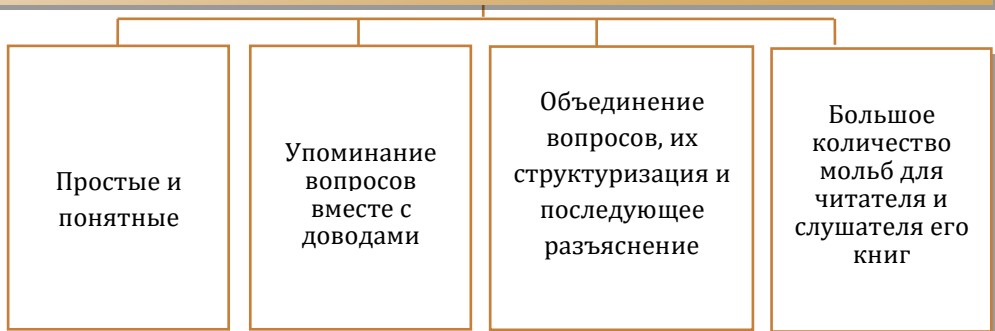 Простые и
понятные
Упоминание
вопросов
вместе с
доводами
Объединение
вопросов, их
структуризация и
последующее
разъяснение
Большое
количество
мольб для
читателя и
слушателя его
книг